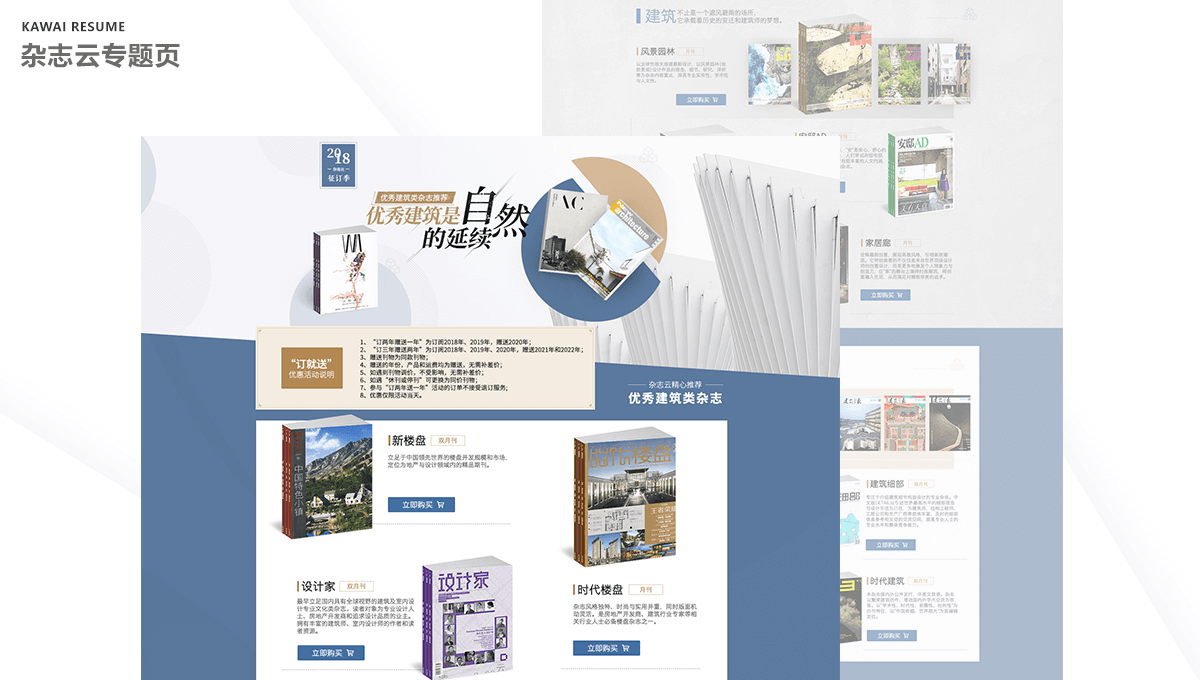 KAWAI RESUME
杂志云专题页
建筑
不止是一个遮风避雨的场所,
它承载着历史的变迁和建筑师的梦想。
风景园林
月刊
立即购买
安邸AD
家居廊
月刊
立即购买
2018
征订季
优秀建筑类杂志推荐
优秀建筑是自然
的延续
WA
AC
architecture
“订就送”
优惠活动说明
1、“订两年赠送一年”为订阅2018年、2019年,赠送2020年;
2、“订三年赠送两年”为订阅2018年、2019年、2020年,赠送2021年和2022年;
3、赠送刊物为同款刊物;
4、赠送的年份,产品和运费均为赠送,无需补差价;
5、如遇到刊物调价,不受影响,无需补差价;
6、如遇“休刊或停刊”可更换为同价刊物;
7、参与“订两年送一年”活动的订单不接受退订服务;
8、优惠仅限活动当天。
杂志云精心推荐
优秀建筑类杂志
中国特色小镇
新楼盘
双月刊
立足于中国领先世界的楼盘开发规模和市场,
定位为地产与设计领域内的精品期刊。
立即购买
时代楼盘
王者荣耀
设计家
双月刊
最早立足国内具有全球视野的建筑及室内设
计专业文化类杂志。读者对象为专业设计人
士、房地产开发商和追求设计品质的业主。
拥有丰富的建筑师、室内设计师的作者和读
者资源。
立即购买
设计家
时代楼盘
月刊
杂志风格独特、时尚与实用并重,同时版面机
动灵活。是房地产开发商、建筑行业专家等相
关行业人士必备楼盘杂志之一。
立即购买
建筑细部
双月刊
立即购买
时代建筑
双月刊
立即购买